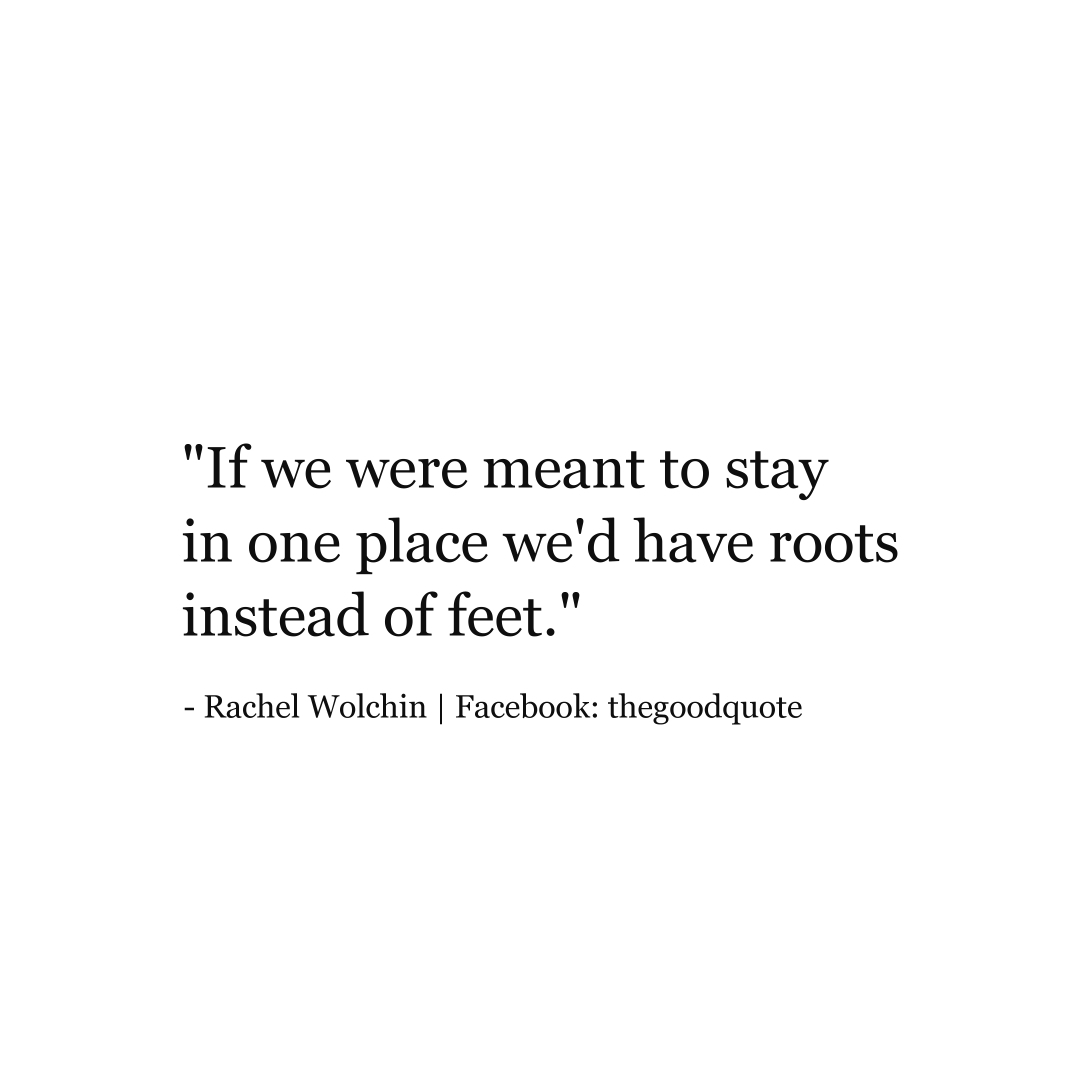 "If we were meant to stay
in one place we'd have roots
instead of feet."
- Rachel Wolchin | Facebook: thegoodquote